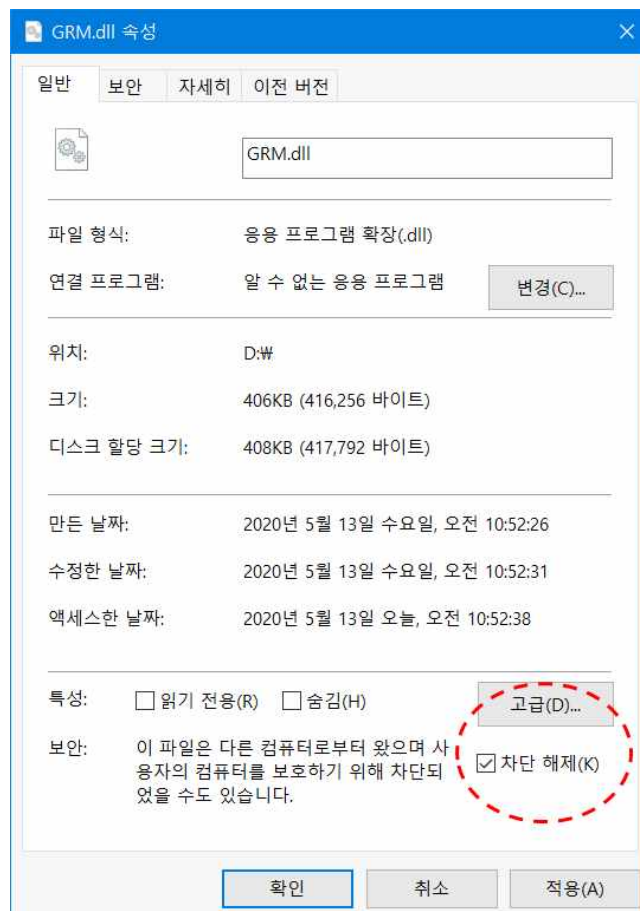 GRM.dll 속성
일반 보안 자세히 이전 버전
GRM.dll
파일 형식: 응용 프로그램 확장(.dll)
연결 프로그램: 알 수 없는 응용 프로그램 변경(C)...
위치: D:₩
크기: 406KB (416,256 바이트)
디스크 할당 크기: 408KB (417,792 바이트)
만든 날짜: 2020년 5월 13일 수요일, 오전 10:52:26
수정한 날짜: 2020년 5월 13일 수요일, 오전 10:52:31
액세스한 날짜: 2020년 5월 13일 오늘, 오전 10:52:38
특성: 읽기 전용(R) 숨김(H) 고급(D)...
보안: 이 파일은 다른 컴퓨터로부터 왔으며 사
용자의 컴퓨터를 보호하기 위해 차단되 차단 해제(K)
었을 수도 있습니다.
확인 취소 적용(A)